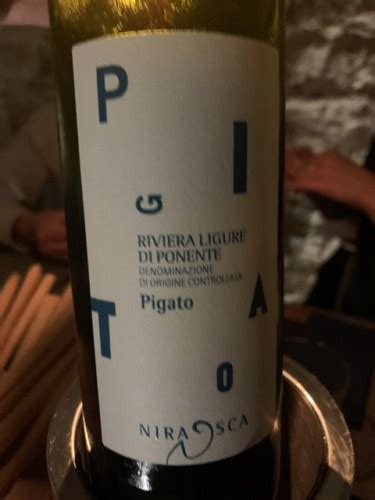 P
I
G
RIVIERA LIGURE
DI PONENTE
DENOMINAZIONE
DI ORIGINE CONTROLLATA
Pigato
A
T
O
NIRASCA